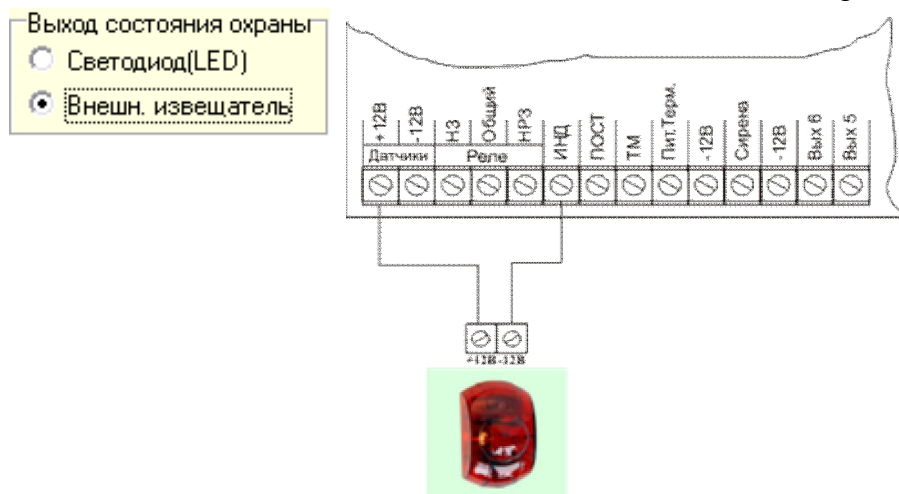 Выход состояния охраны
Светодиод(LED)
Внешн. извещатель
+12В
-12В
НЗ
Общий
НРЗ
ИНД
ПОСТ
ТМ
Пит. Терм.
-12В
Сирена
-12В
Вых 6
Вых 5
Датчики
Реле
+12В -12В